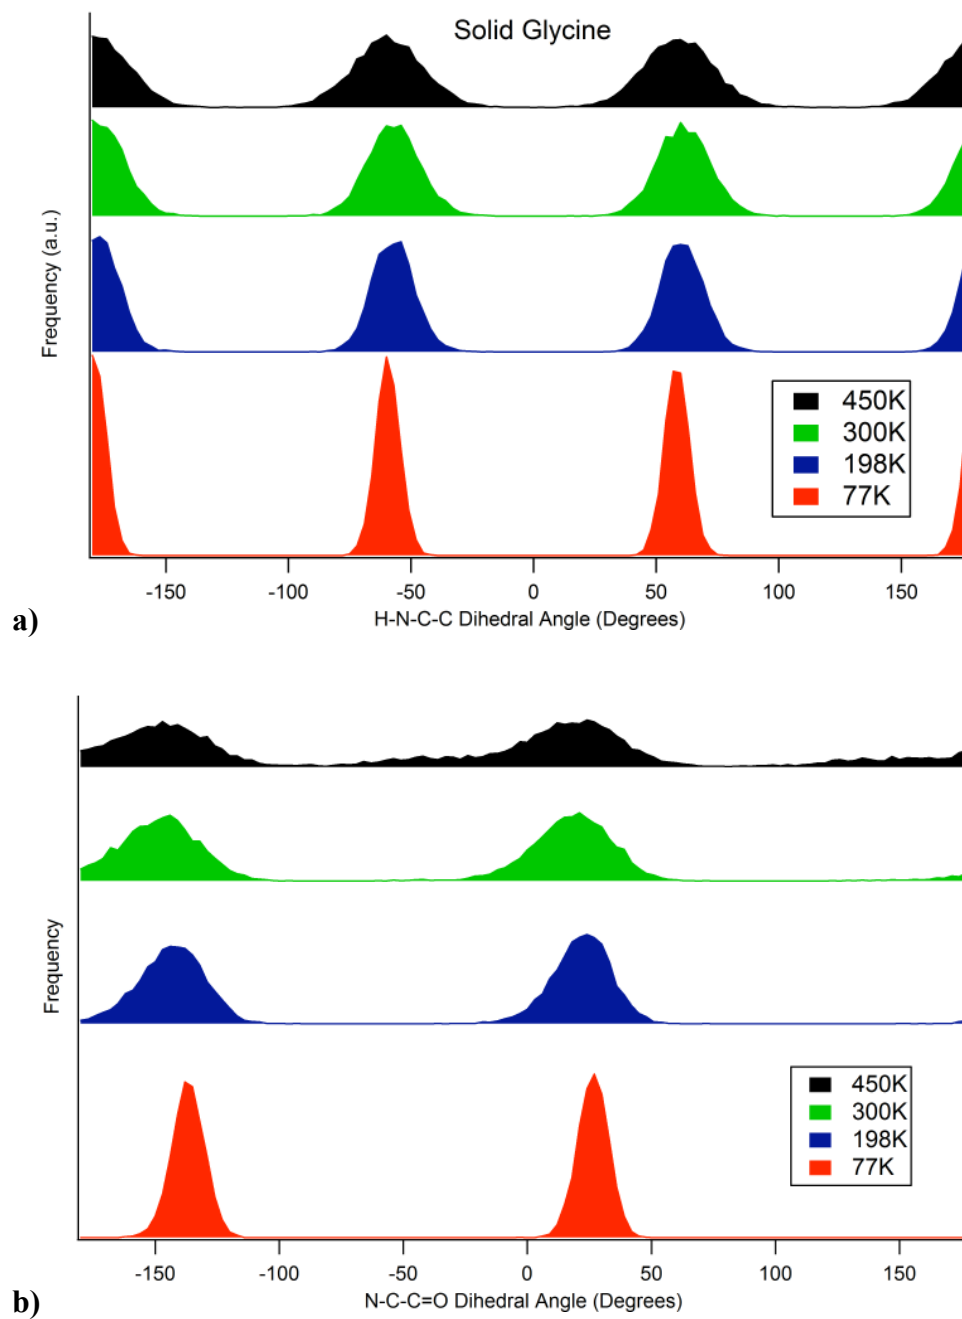 Solid Glycine
Frequency (a.u.)
450K
300K
198K
77K
-150 -100 -50 0 50 100 150
H-N-C-C Dihedral Angle (Degrees)
a)
Frequency
450K
300K
198K
77K
-150 -100 -50 0 50 100 150
N-C-C=O Dihedral Angle (Degrees)
b)